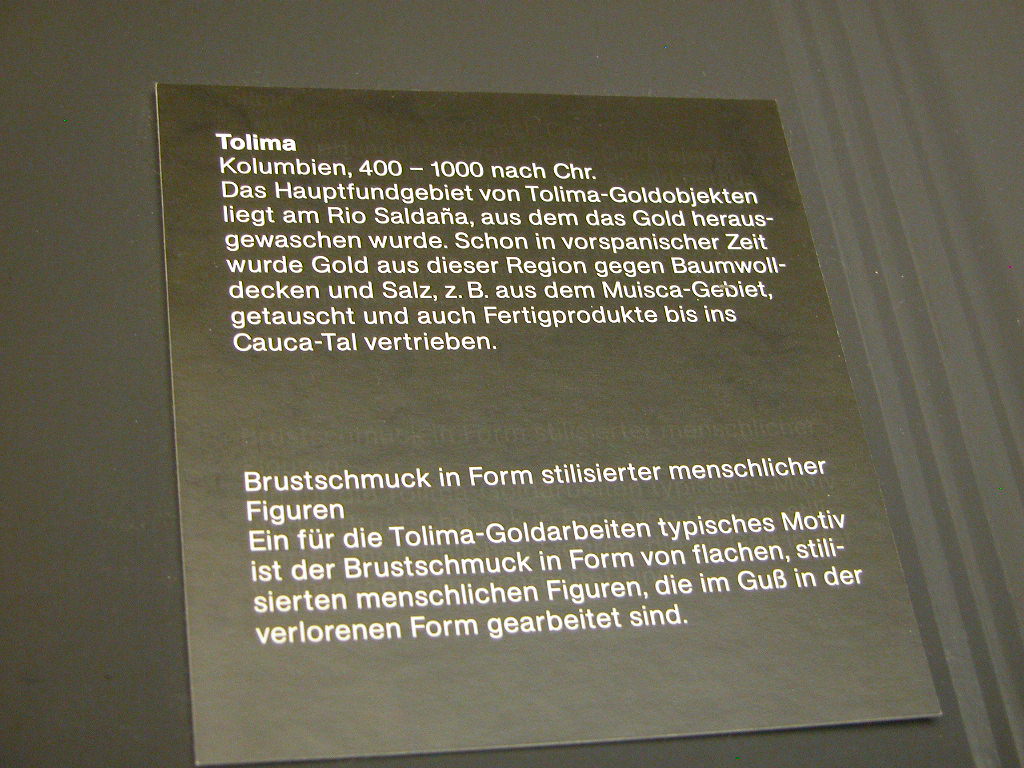 Tolima
Kolumbien, 400 – 1000 nach Chr.
Das Hauptfundgebiet von Tolima-Goldobjekten
liegt am Rio Saldaña, aus dem das Gold heraus-
gewaschen wurde. Schon in vorspanischer Zeit
wurde Gold aus dieser Region gegen Baumwoll-
decken und Salz, z. B. aus dem Muisca-Gebiet,
getauscht und auch Fertigprodukte bis ins
Cauca-Tal vertrieben.
Brustschmuck in Form stilisierter menschlicher
Figuren
Ein für die Tolima-Goldarbeiten typisches Motiv
ist der Brustschmuck in Form von flachen, stili-
sierten menschlichen Figuren, die im Guß in der
verlorenen Form gearbeitet sind.